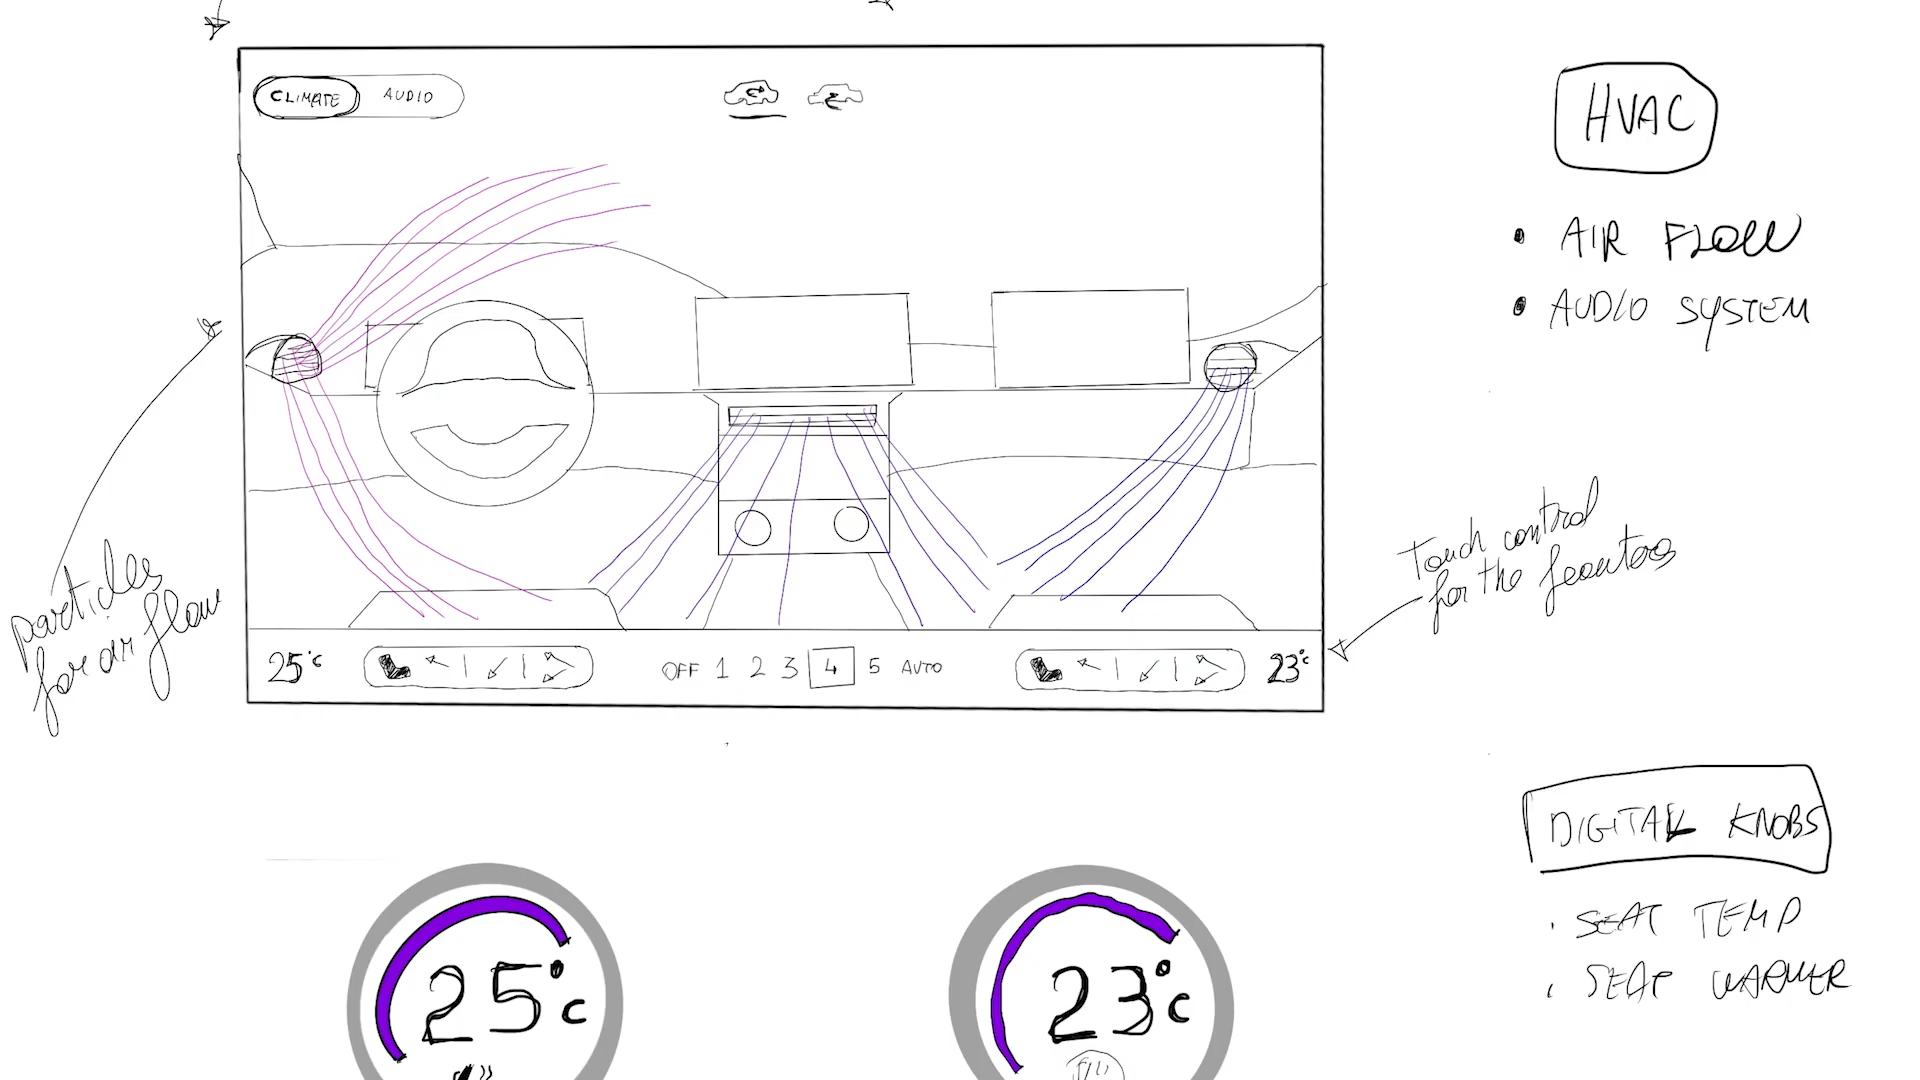 CLIMATE AUDIO
HVAC
• AIR FLOW
• AUDIO SYSTEM
particles
for air flow
Touch control
for the feauters
25°C
OFF 1 2 3 4 5 AUTO
23°C
DIGITAL KNOBS
· SEAT TEMP
· SEAT WARMER
25°C
23°C